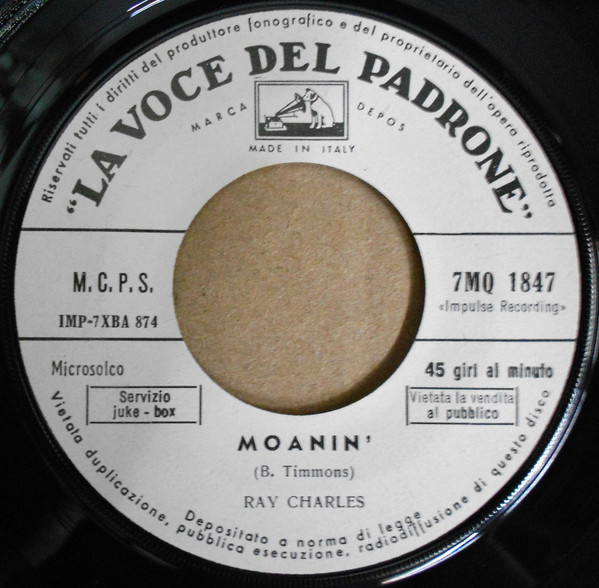 Riservati tutti i diritti del produttore fonografico e del proprietario dell'opera riprodotta
"LA VOCE DEL PADRONE"
MARCA DEPOS
MADE IN ITALY
M.C.P.S.
7MQ 1847
«Impulse Recording»
IMP-7XBA 874
Microsolco
45 giri al minuto
Servizio
juke-box
Vietata la vendita
al pubblico
MOANIN'
(B. Timmons)
RAY CHARLES
Depositato a norma di legge
Vietata duplicazione, pubblica esecuzione, radiodiffusione di questo disco